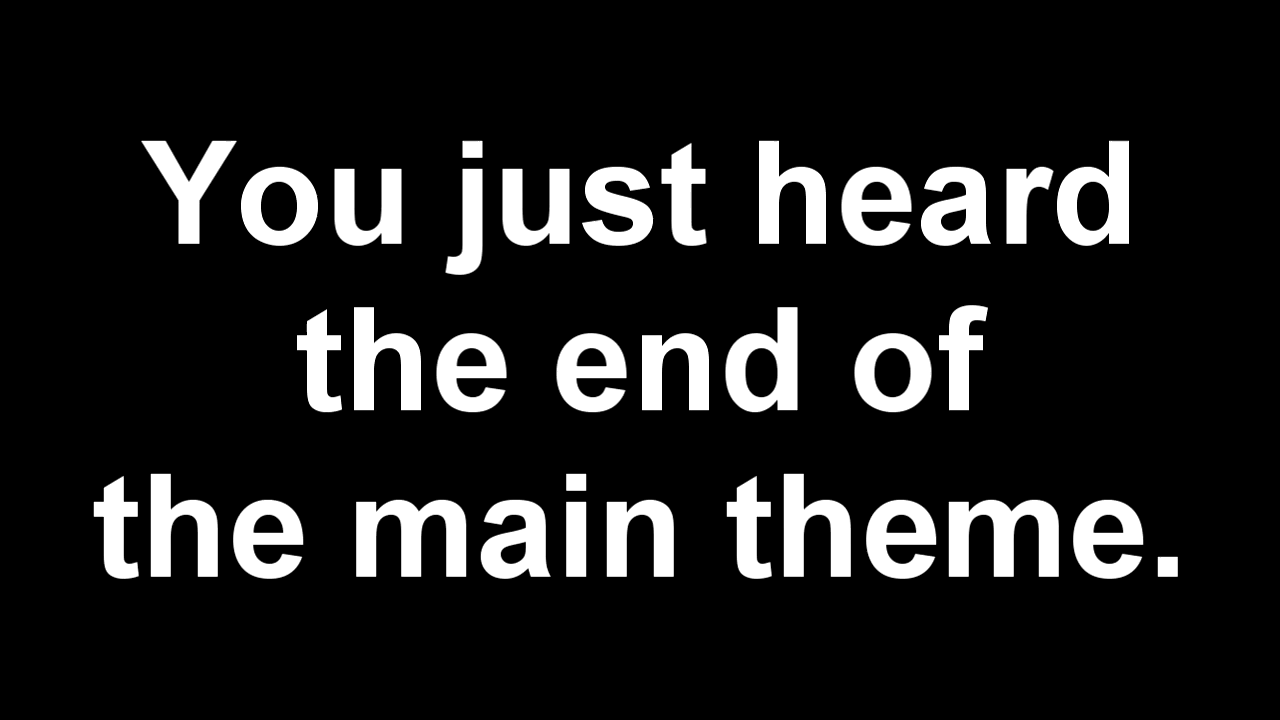 You just heard
the end of
the main theme.